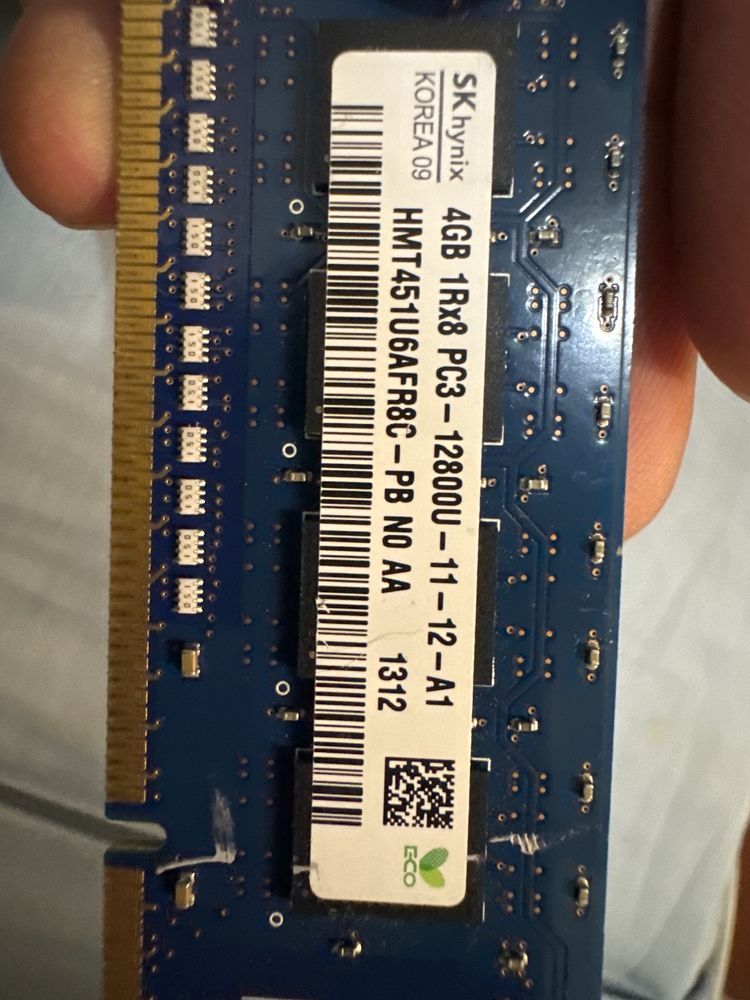 SK hynix
KOREA 09
4GB 1Rx8 PC3-12800U-11-12-A1
HMT451U6AFR8C-PB N0 AA 1312
ECO